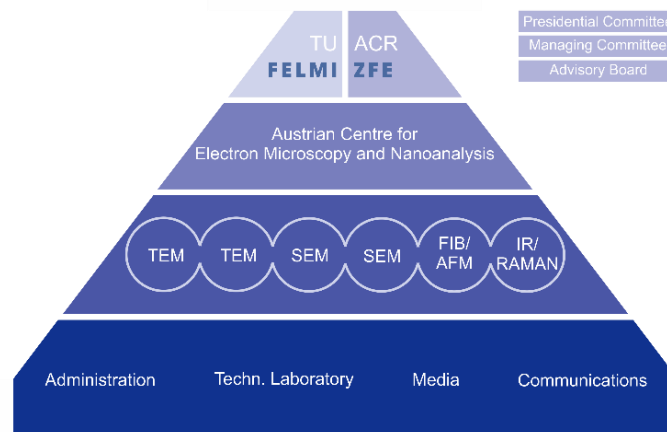 TU ACR
FELMI ZFE
Presidential Committee
Managing Committee
Advisory Board
Austrian Centre for
Electron Microscopy and Nanoanalysis
TEM TEM SEM SEM FIB/ AFM IR/ RAMAN
Administration Techn. Laboratory Media Communications